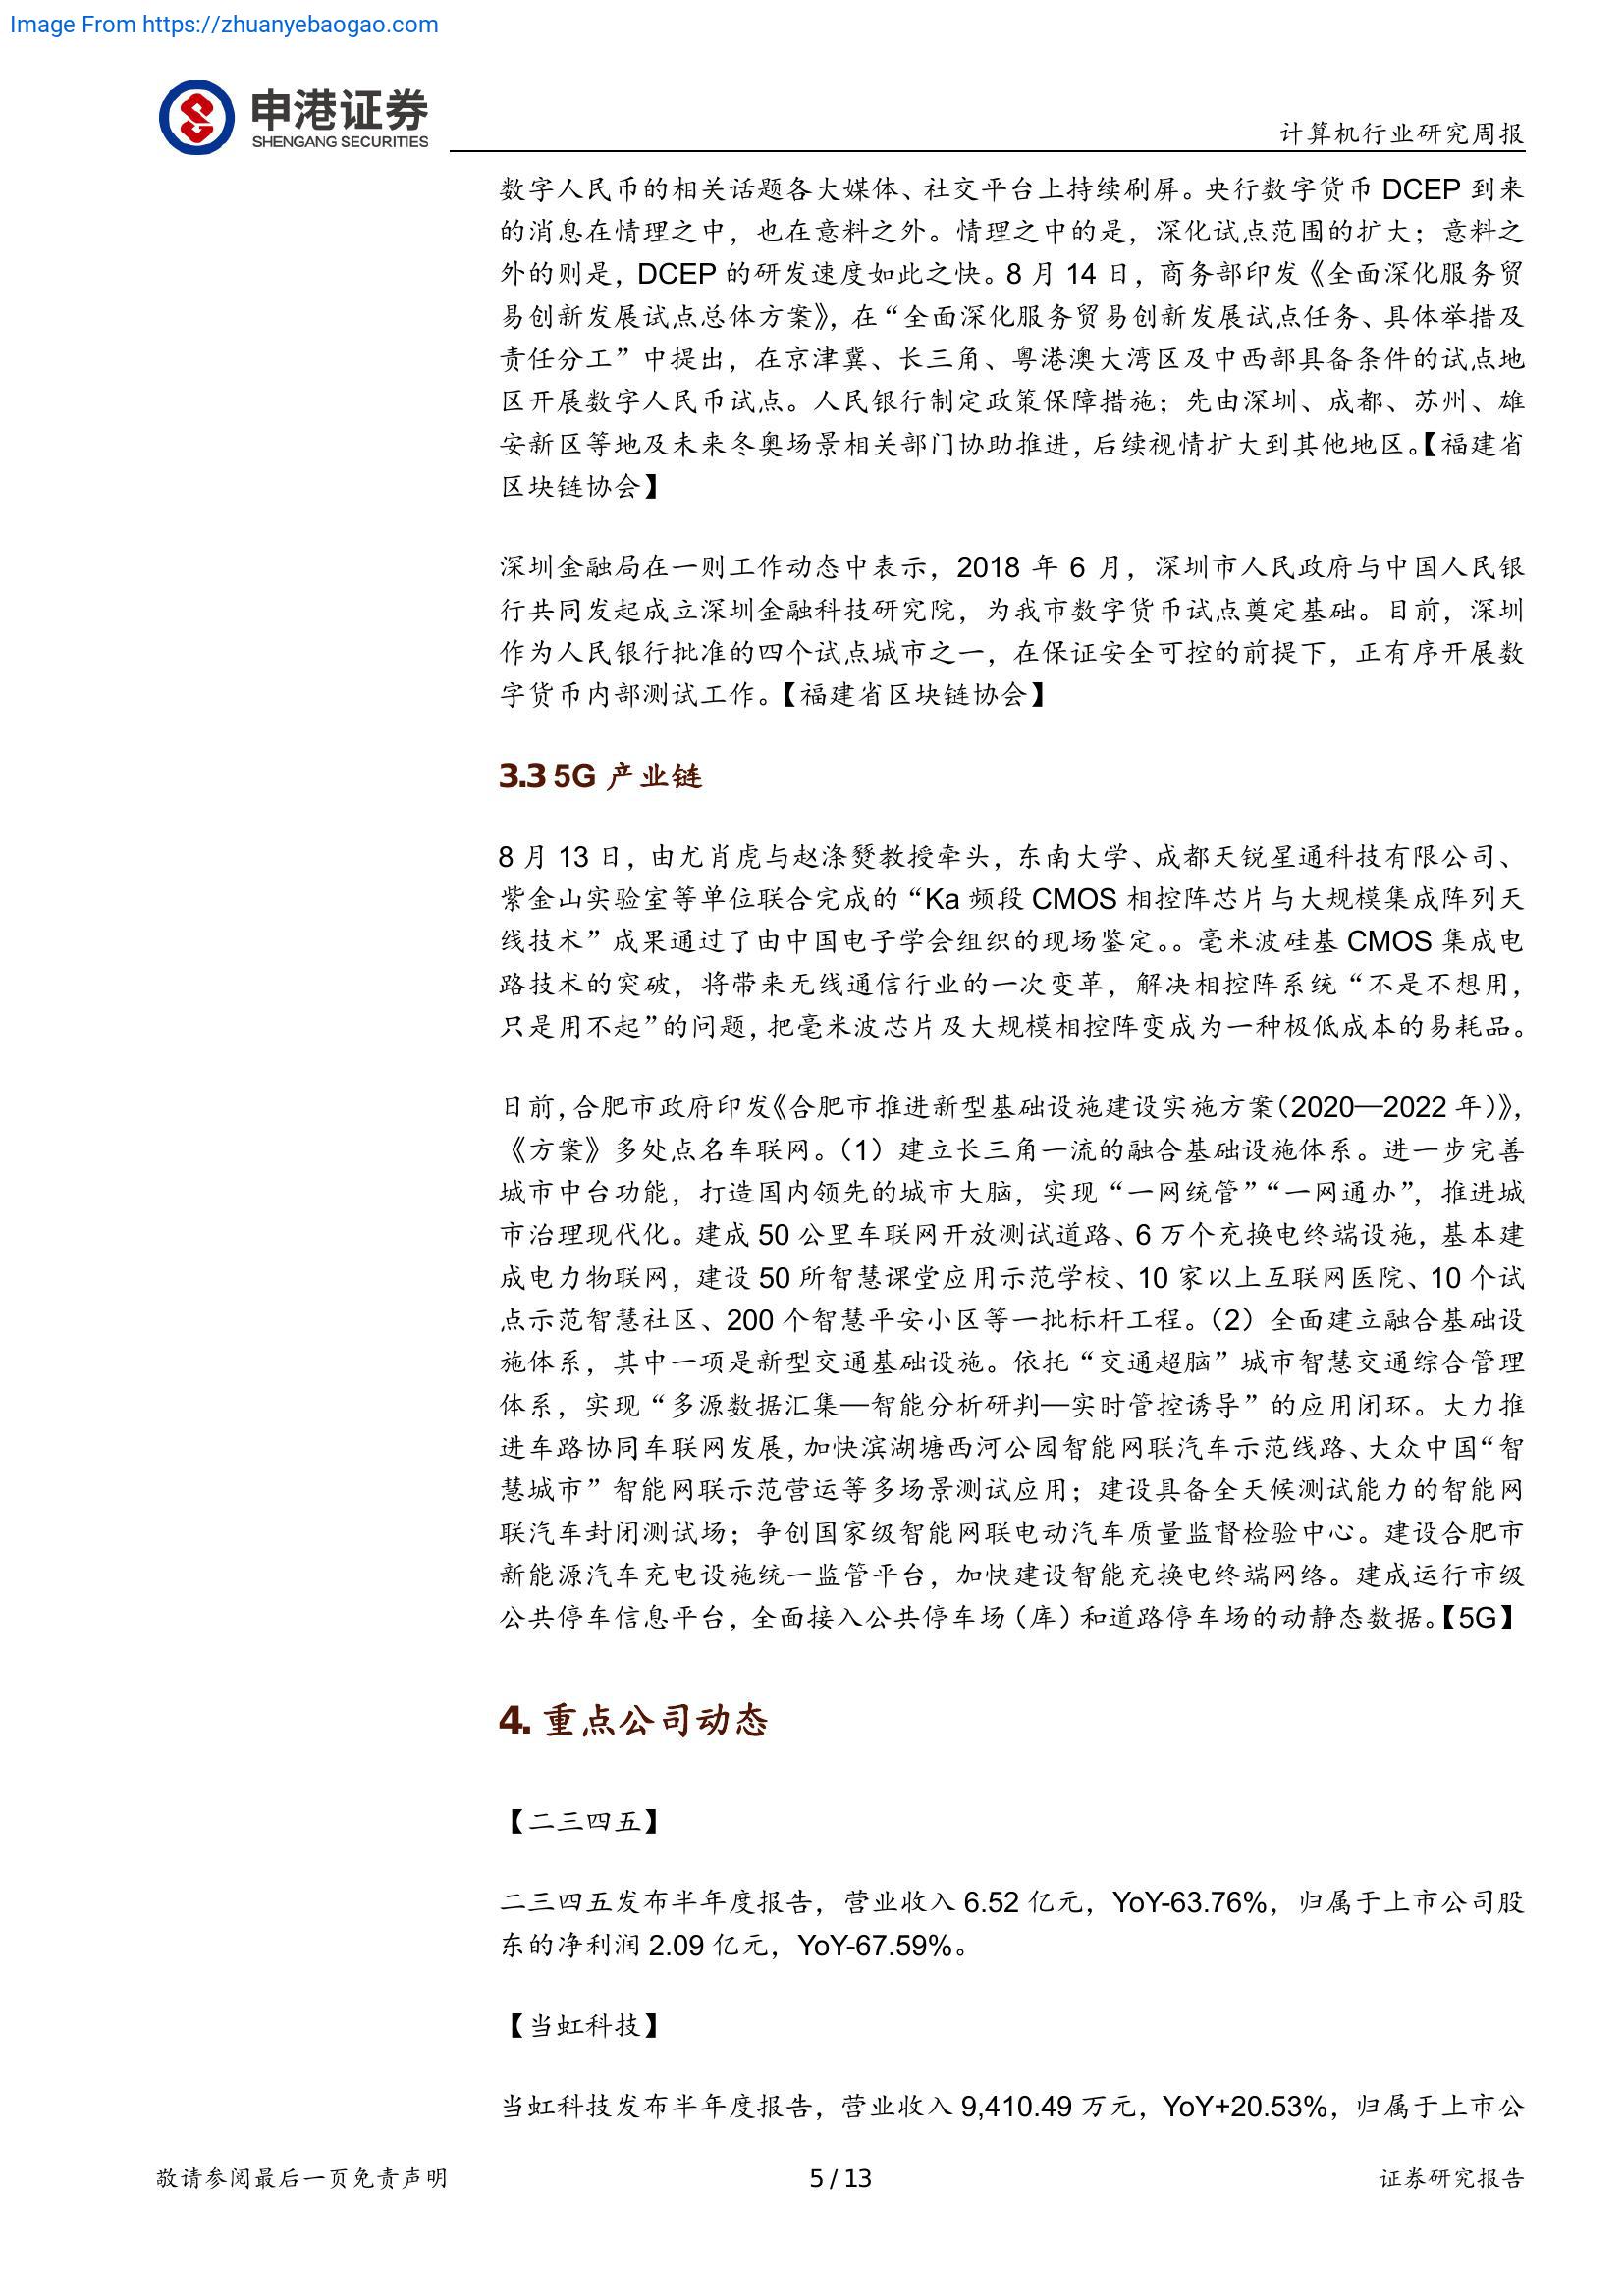 Image From https://zhuanyebaogao.com
申港证券
SHENGANG SECURITIES
计算机行业研究周报
数字人民币的相关话题各大媒体、社交平台上持续刷屏。央行数字货币 DCEP 到来
的消息在情理之中，也在意料之外。情理之中的是，深化试点范围的扩大；意料之
外的则是，DCEP 的研发速度如此之快。8 月 14 日，商务部印发《全面深化服务贸
易创新发展试点总体方案》，在“全面深化服务贸易创新发展试点任务、具体举措及
责任分工”中提出，在京津冀、长三角、粤港澳大湾区及中西部具备条件的试点地
区开展数字人民币试点。人民银行制定政策保障措施；先由深圳、成都、苏州、雄
安新区等地及未来冬奥场景相关部门协助推进，后续视情扩大到其他地区。【福建省
区块链协会】
深圳金融局在一则工作动态中表示，2018 年 6 月，深圳市人民政府与中国人民银
行共同发起成立深圳金融科技研究院，为我市数字货币试点奠定基础。目前，深圳
作为人民银行批准的四个试点城市之一，在保证安全可控的前提下，正有序开展数
字货币内部测试工作。【福建省区块链协会】
3.3 5G 产业链
8 月 13 日，由尤肖虎与赵涤燹教授牵头，东南大学、成都天锐星通科技有限公司、
紫金山实验室等单位联合完成的“Ka 频段 CMOS 相控阵芯片与大规模集成阵列天
线技术”成果通过了由中国电子学会组织的现场鉴定。。毫米波硅基 CMOS 集成电
路技术的突破，将带来无线通信行业的一次变革，解决相控阵系统“不是不想用，
只是用不起”的问题，把毫米波芯片及大规模相控阵变成为一种极低成本的易耗品。
日前，合肥市政府印发《合肥市推进新型基础设施建设实施方案（2020—2022 年）》，
《方案》多处点名车联网。（1）建立长三角一流的融合基础设施体系。进一步完善
城市中台功能，打造国内领先的城市大脑，实现“一网统管”“一网通办”，推进城
市治理现代化。建成 50 公里车联网开放测试道路、6 万个充换电终端设施，基本建
成电力物联网，建设 50 所智慧课堂应用示范学校、10 家以上互联网医院、10 个试
点示范智慧社区、200 个智慧平安小区等一批标杆工程。（2）全面建立融合基础设
施体系，其中一项是新型交通基础设施。依托“交通超脑”城市智慧交通综合管理
体系，实现“多源数据汇集—智能分析研判—实时管控诱导”的应用闭环。大力推
进车路协同车联网发展，加快滨湖塘西河公园智能网联汽车示范线路、大众中国“智
慧城市”智能网联示范营运等多场景测试应用；建设具备全天候测试能力的智能网
联汽车封闭测试场；争创国家级智能网联电动汽车质量监督检验中心。建设合肥市
新能源汽车充电设施统一监管平台，加快建设智能充换电终端网络。建成运行市级
公共停车信息平台，全面接入公共停车场（库）和道路停车场的动静态数据。【5G】
4. 重点公司动态
【二三四五】
二三四五发布半年度报告，营业收入 6.52 亿元，YoY-63.76%，归属于上市公司股
东的净利润 2.09 亿元，YoY-67.59%。
【当虹科技】
当虹科技发布半年度报告，营业收入 9,410.49 万元，YoY+20.53%，归属于上市公
敬请参阅最后一页免责声明
5 / 13
证券研究报告